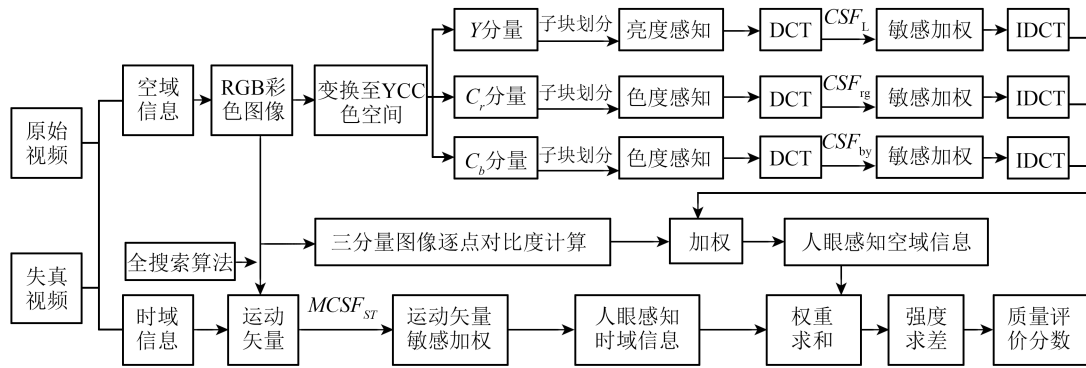 Y分量
子块划分
亮度感知
DCT
CSF_L
敏感加权
IDCT
空域
信息
RGB彩
色图像
变换至YCC
色空间
C_r分量
子块划分
色度感知
DCT
CSF_rg
敏感加权
IDCT
原始
视频
C_b分量
子块划分
色度感知
DCT
CSF_by
敏感加权
IDCT
三分量图像逐点对比度计算
加权
人眼感知空域信息
全搜索算法
失真
视频
时域
信息
运动
矢量
MCSF_ST
运动矢量
敏感加权
人眼感知
时域信息
权重
求和
强度
求差
质量评
价分数